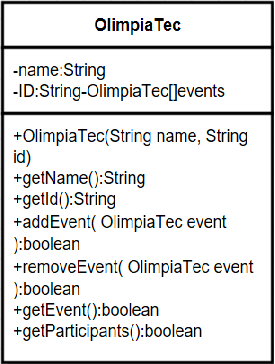 OlimpiaTec
-name:String
-ID:String-OlimpiaTec[]events
+OlimpiaTec(String name, String
id)
+getName():String
+getId():String
+addEvent( OlimpiaTec event
):boolean
+removeEvent( OlimpiaTec event
):boolean
+getEvent():boolean
+getParticipants():boolean